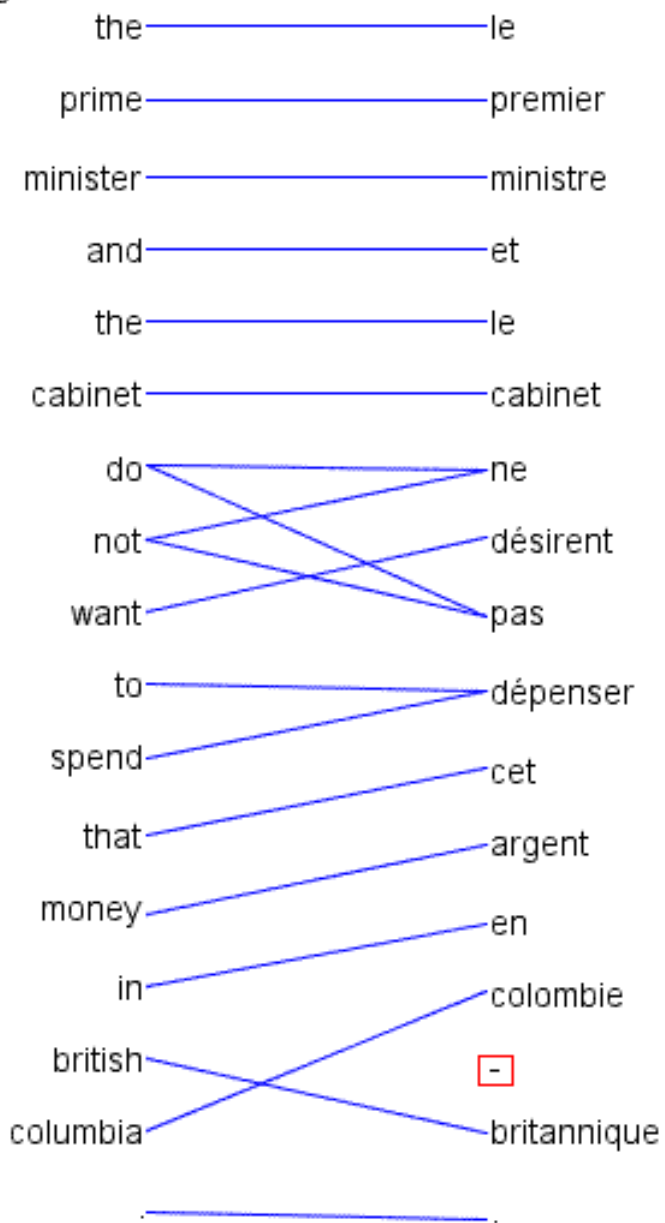 the le
prime premier
minister ministre
and et
the le
cabinet cabinet
do ne
not désirent
want pas
to dépenser
spend cet
that argent
money en
in colombie
british -
columbia britannique
. .